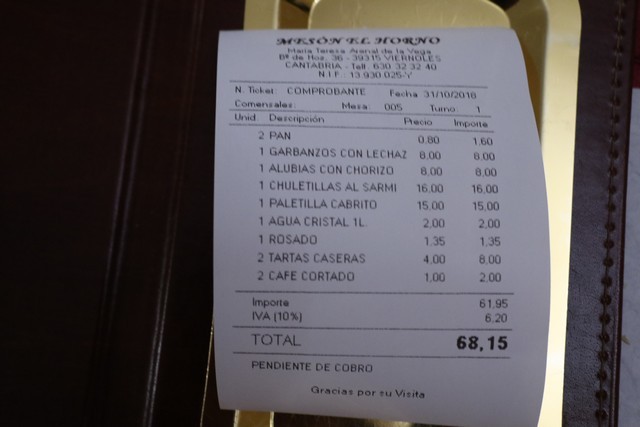 MESÓN EL HORNO
Maria Teresa Arenal de la Vega
Bº de Hoz, 36 - 39315 VIERNOLES
CANTABRIA - Telf. 630 32 32 40
N.I.F.: 13.930.025-Y
N. Ticket: COMPROBANTE Fecha 31/10/2016
Comensales: Mesa: 005 Turno: 1
Unid. Descripción Precio Importe
2 PAN 0,80 1,60
1 GARBANZOS CON LECHAZ 8,00 8,00
1 ALUBIAS CON CHORIZO 8,00 8,00
1 CHULETILLAS AL SARMI 16,00 16,00
1 PALETILLA CABRITO 15,00 15,00
1 AGUA CRISTAL 1L. 2,00 2,00
1 ROSADO 1,35 1,35
2 TARTAS CASERAS 4,00 8,00
2 CAFE CORTADO 1,00 2,00
Importe 61,95
IVA (10%) 6,20
TOTAL 68,15
PENDIENTE DE COBRO
Gracias por su Visita